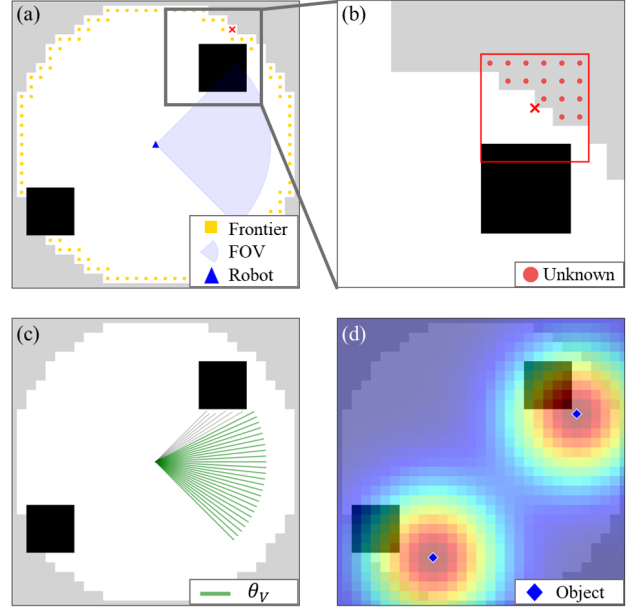 (a)
Frontier
FOV
Robot
(b)
Unknown
(c)
θ_V
(d)
Object